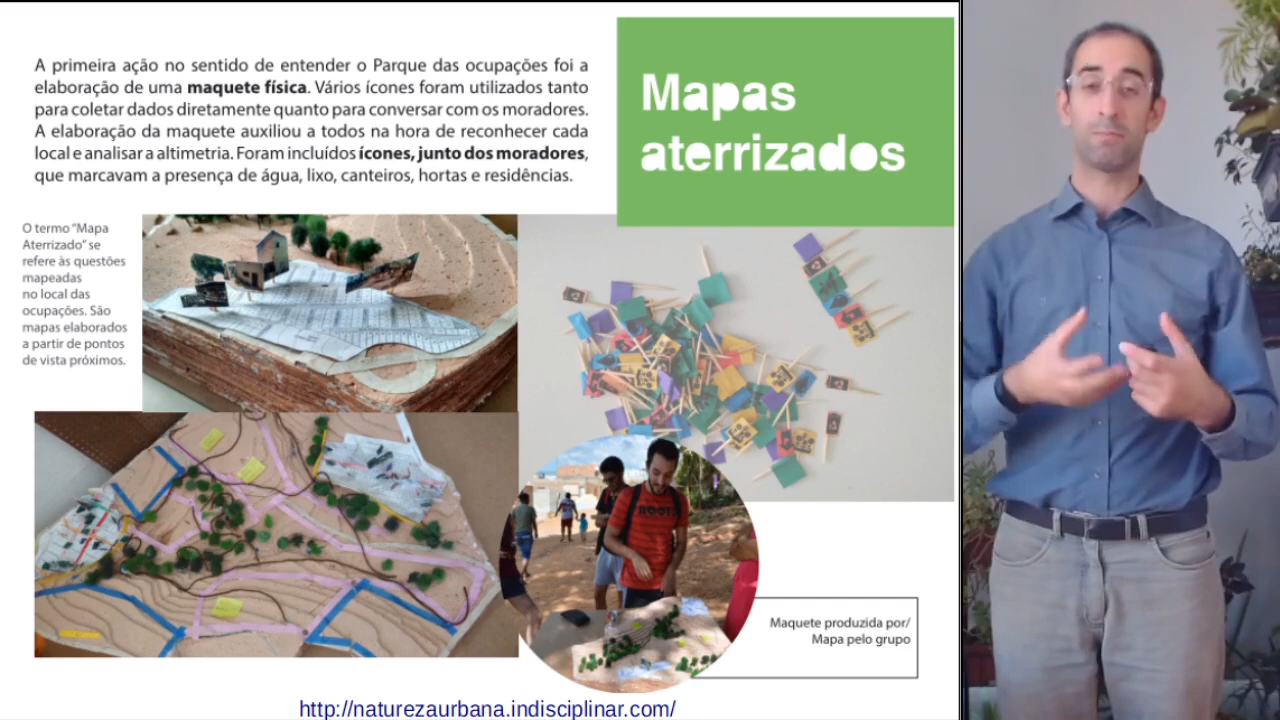 A primeira ação no sentido de entender o Parque das ocupações foi a
elaboração de uma maquete física. Vários ícones foram utilizados tanto
para coletar dados diretamente quanto para conversar com os moradores.
A elaboração da maquete auxiliou a todos na hora de reconhecer cada
local e analisar a altimetria. Foram incluídos ícones, junto dos moradores,
que marcavam a presença de água, lixo, canteiros, hortas e residências.
Mapas
aterrizados
O termo "Mapa
Aterrizado" se
refere às questões
mapeadas
no local das
ocupações. São
mapas elaborados
a partir de pontos
de vista próximos.
Maquete produzida por/
Mapa pelo grupo
http://naturezaurbana.indisciplinar.com/